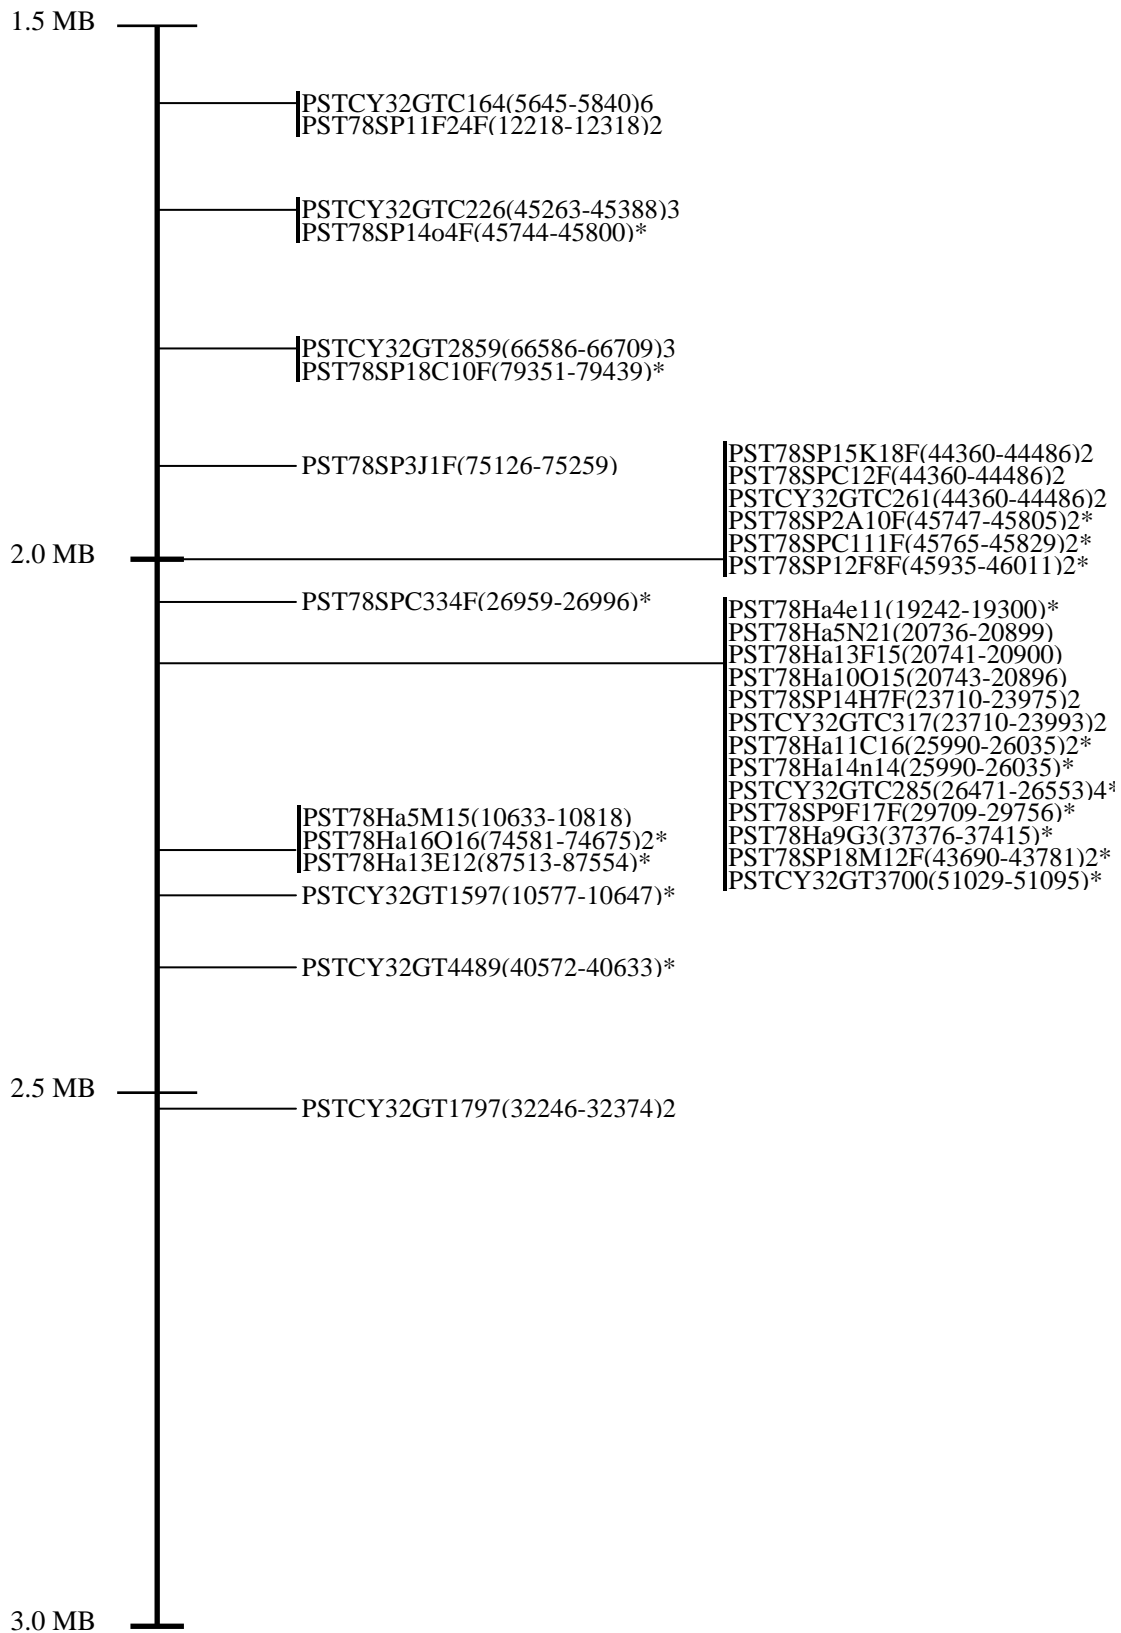 1.5 MB
PSTCY32GTC164(5645-5840)6
PST78SP11F24F(12218-12318)2
PSTCY32GTC226(45263-45388)3
PST78SP14o4F(45744-45800)*
PSTCY32GT2859(66586-66709)3
PST78SP18C10F(79351-79439)*
PST78SP3J1F(75126-75259)
PST78SP15K18F(44360-44486)2
PST78SPC12F(44360-44486)2
PSTCY32GTC261(44360-44486)2
PST78SP2A10F(45747-45805)2*
PST78SPC111F(45765-45829)2*
PST78SP12F8F(45935-46011)2*
2.0 MB
PST78SPC334F(26959-26996)*
PST78Ha4e11(19242-19300)*
PST78Ha5N21(20736-20899)
PST78Ha13F15(20741-20900)
PST78Ha10O15(20743-20896)
PST78SP14H7F(23710-23975)2
PSTCY32GTC317(23710-23993)2
PST78Ha11C16(25990-26035)2*
PST78Ha14n14(25990-26035)*
PSTCY32GTC285(26471-26553)4*
PST78SP9F17F(29709-29756)*
PST78Ha9G3(37376-37415)*
PST78SP18M12F(43690-43781)2*
PSTCY32GT3700(51029-51095)*
PST78Ha5M15(10633-10818)
PST78Ha16O16(74581-74675)2*
PST78Ha13E12(87513-87554)*
PSTCY32GT1597(10577-10647)*
PSTCY32GT4489(40572-40633)*
2.5 MB
PSTCY32GT1797(32246-32374)2
3.0 MB